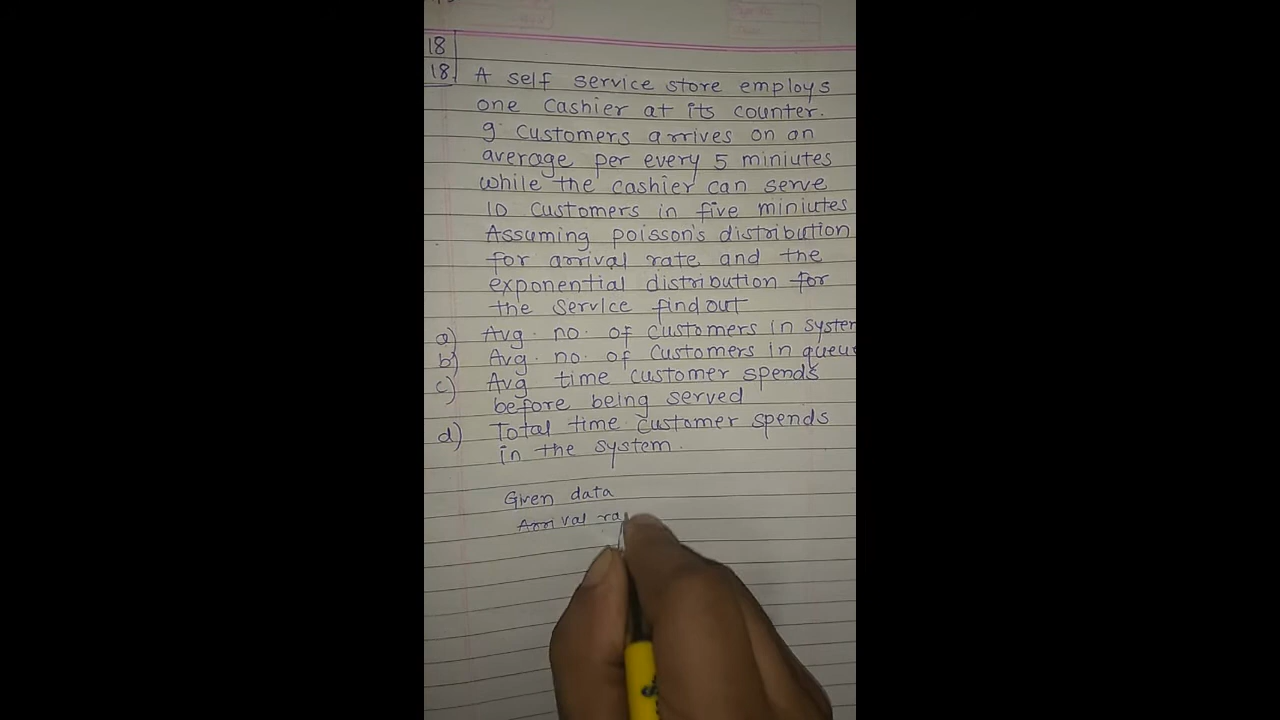 18
18
A self service store employs
one cashier at its counter.
9 customers arrives on an
average per every 5 miniutes
while the cashier can serve
10 customers in five miniutes
Assuming poisson's distribution
for arrival rate and the
exponential distribution for
the service find out
a) Avg. no. of customers in system
b) Avg. no. of customers in queue
c) Avg time customer spends
before being served
d) Total time customer spends
in the system.
Given data
Arrival ra